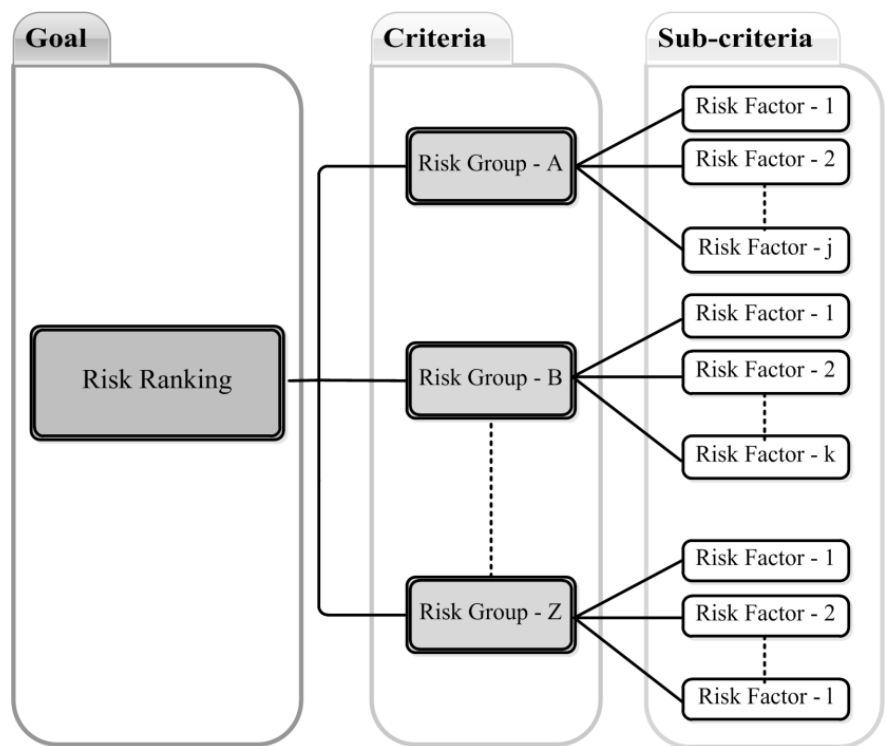 Goal
Criteria
Sub-criteria
Risk Ranking
Risk Group - A
Risk Factor - 1
Risk Factor - 2
Risk Factor - j
Risk Group - B
Risk Factor - 1
Risk Factor - 2
Risk Factor - k
Risk Group - Z
Risk Factor - 1
Risk Factor - 2
Risk Factor - l